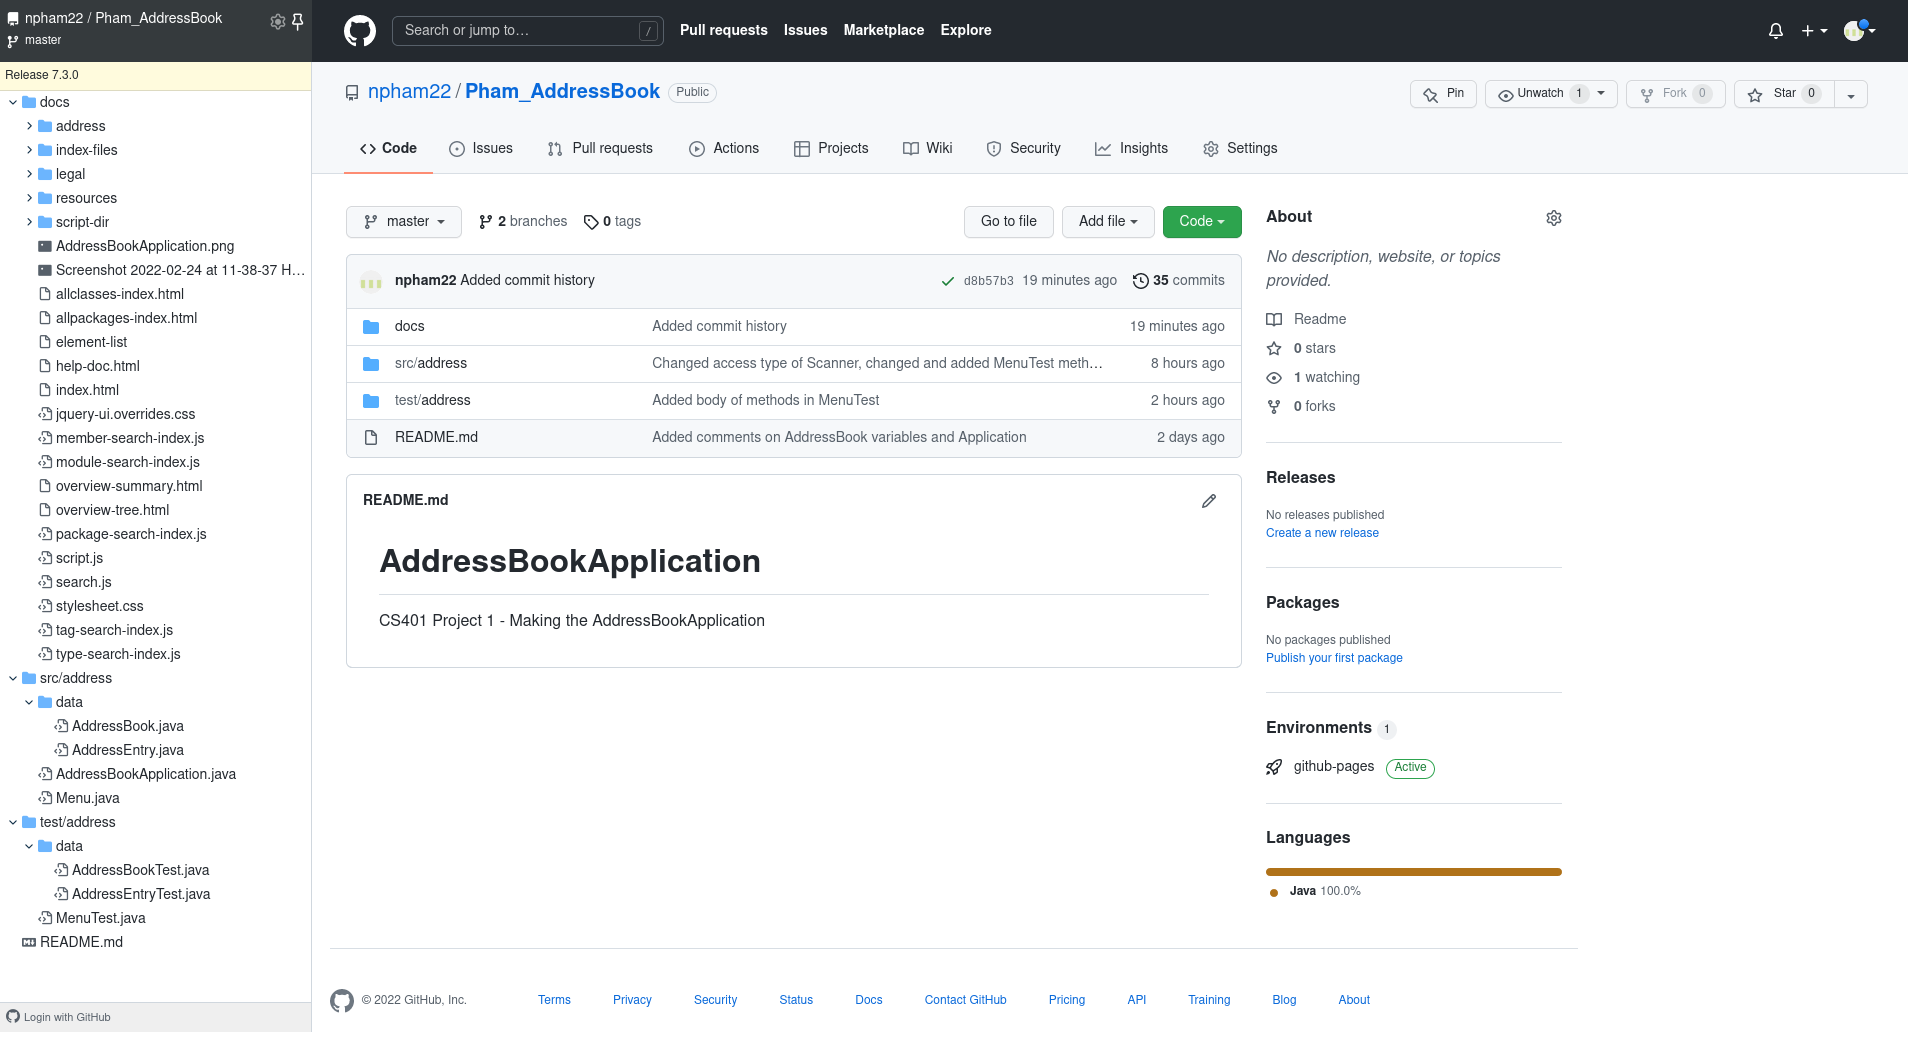 npham22 / Pham_AddressBook
master
Release 7.3.0
docs
address
index-files
legal
resources
script-dir
AddressBookApplication.png
Screenshot 2022-02-24 at 11-38-37 H…
allclasses-index.html
allpackages-index.html
element-list
help-doc.html
index.html
jquery-ui.overrides.css
member-search-index.js
module-search-index.js
overview-summary.html
overview-tree.html
package-search-index.js
script.js
search.js
stylesheet.css
tag-search-index.js
type-search-index.js
src/address
data
AddressBook.java
AddressEntry.java
AddressBookApplication.java
Menu.java
test/address
data
AddressBookTest.java
AddressEntryTest.java
MenuTest.java
README.md
Login with GitHub
Search or jump to… / Pull requests Issues Marketplace Explore
npham22 / Pham_AddressBook Public
Pin Unwatch 1 Fork 0 Star 0
Code Issues Pull requests Actions Projects Wiki Security Insights Settings
master 2 branches 0 tags Go to file Add file Code
npham22 Added commit history d8b57b3 19 minutes ago 35 commits
docs Added commit history 19 minutes ago
src/address Changed access type of Scanner, changed and added MenuTest meth… 8 hours ago
test/address Added body of methods in MenuTest 2 hours ago
README.md Added comments on AddressBook variables and Application 2 days ago
README.md
AddressBookApplication
CS401 Project 1 - Making the AddressBookApplication
About
No description, website, or topics
provided.
Readme
0 stars
1 watching
0 forks
Releases
No releases published
Create a new release
Packages
No packages published
Publish your first package
Environments 1
github-pages Active
Languages
Java 100.0%
© 2022 GitHub, Inc. Terms Privacy Security Status Docs Contact GitHub Pricing API Training Blog About